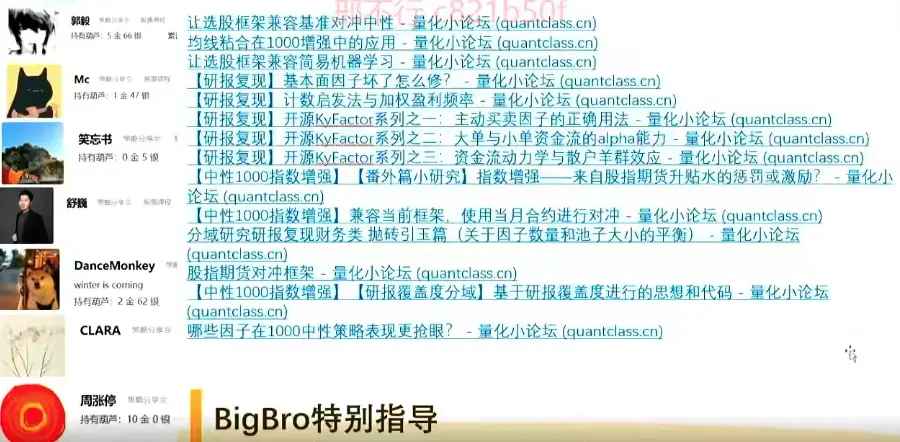 邢不行 c821b50f
郭毅 策略分享会 股票课程
持有葫芦：5 金 66 银
Mc 策略分享会 股票课程
持有葫芦：1 金 47 银
笑忘书 策略分享会
持有葫芦：0 金 5 银
舒巍 策略分享会 股票课程
DanceMonkey
winter is coming
持有葫芦：2 金 62 银
CLARA 策略分享会
周涨停 策略分享会
持有葫芦：10 金 0 银
让选股框架兼容基准对冲中性 - 量化小论坛 (quantclass.cn)
均线粘合在1000增强中的应用 - 量化小论坛 (quantclass.cn)
让选股框架兼容简易机器学习 - 量化小论坛 (quantclass.cn)
【研报复现】基本面因子坏了怎么修？ - 量化小论坛 (quantclass.cn)
【研报复现】计数启发法与加权盈利频率 - 量化小论坛 (quantclass.cn)
【研报复现】开源KyFactor系列之一：主动买卖因子的正确用法 - 量化小论坛 (quantclass.cn)
【研报复现】开源KyFactor系列之二：大单与小单资金流的alpha能力 - 量化小论坛 (quantclass.cn)
【研报复现】开源KyFactor系列之三：资金流动力学与散户羊群效应 - 量化小论坛 (quantclass.cn)
【中性1000指数增强】【番外篇小研究】指数增强——来自股指期货升贴水的惩罚或激励？ - 量化小
论坛 (quantclass.cn)
【中性1000指数增强】兼容当前框架，使用当月合约进行对冲 - 量化小论坛 (quantclass.cn)
分域研究研报复现财务类 抛砖引玉篇（关于因子数量和池子大小的平衡） - 量化小论坛
(quantclass.cn)
股指期货对冲框架 - 量化小论坛 (quantclass.cn)
【中性1000指数增强】【研报覆盖度分域】基于研报覆盖度进行的思想和代码 - 量化小论坛
(quantclass.cn)
哪些因子在1000中性策略表现更抢眼？ - 量化小论坛 (quantclass.cn)
BigBro特别指导